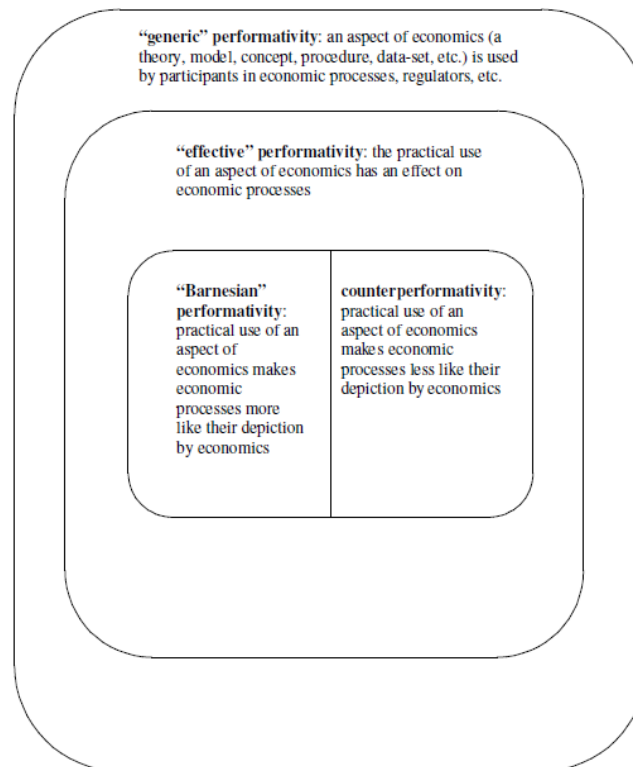 “generic” performativity: an aspect of economics (a
theory, model, concept, procedure, data-set, etc.) is used
by participants in economic processes, regulators, etc.
“effective” performativity: the practical use
of an aspect of economics has an effect on
economic processes
“Barnesian”
performativity:
practical use of an
aspect of
economics makes
economic
processes more
like their depiction
by economics
counterperformativity:
practical use of an
aspect of economics
makes economic
processes less like their
depiction by economics